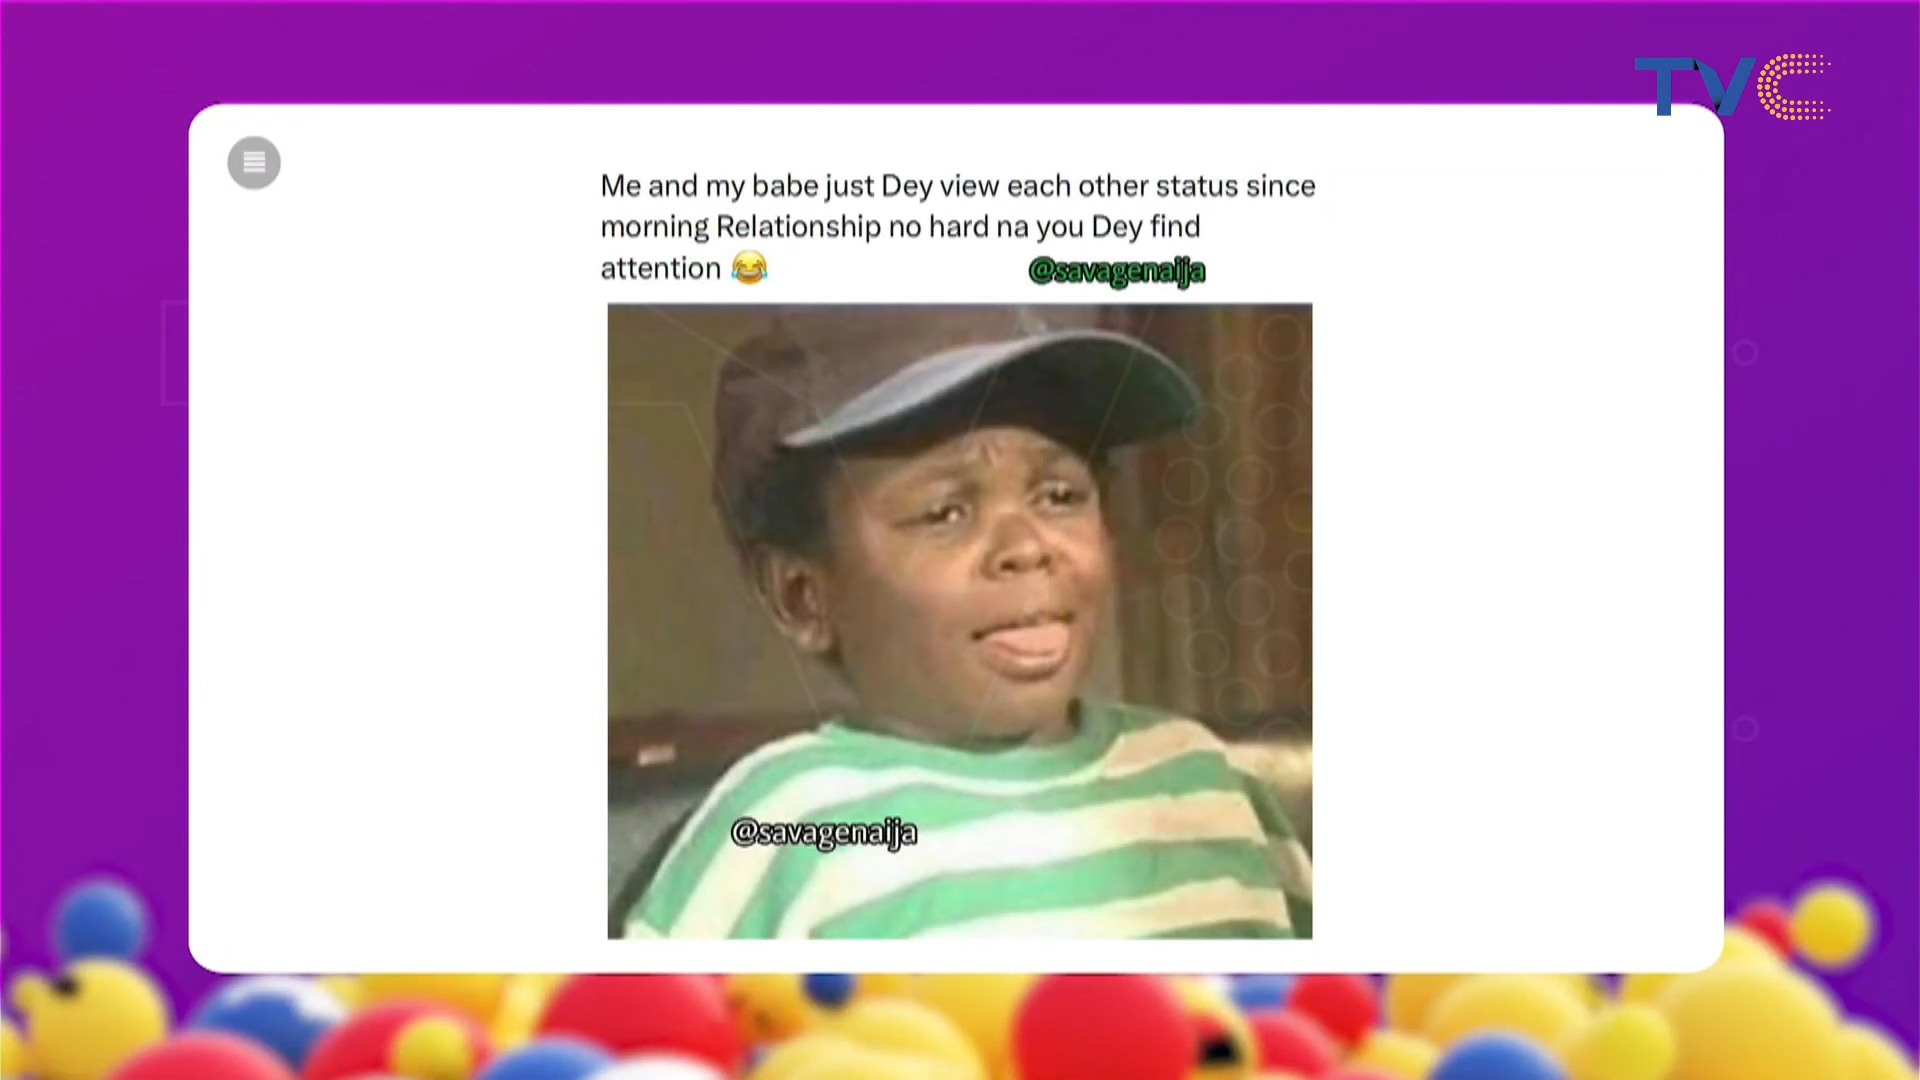 TVC
Me and my babe just Dey view each other status since
morning Relationship no hard na you Dey find
attention 😂
@savagenaija
@savagenaija